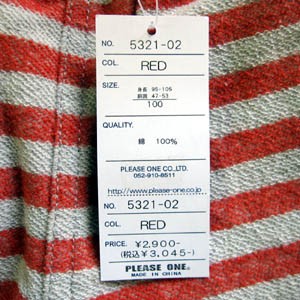 NO. 5321-02
COL. RED
SIZE.
身長 95-105
胴囲 47-53
100
QUALITY.
綿 100%
PLEASE ONE CO.,LTD.
052-910-8511
http://www.please-one.co.jp
NO. 5321-02
COL. RED
PRICE. ¥2,900-
(税込¥3,045-)
PLEASE ONE.
MADE IN CHINA